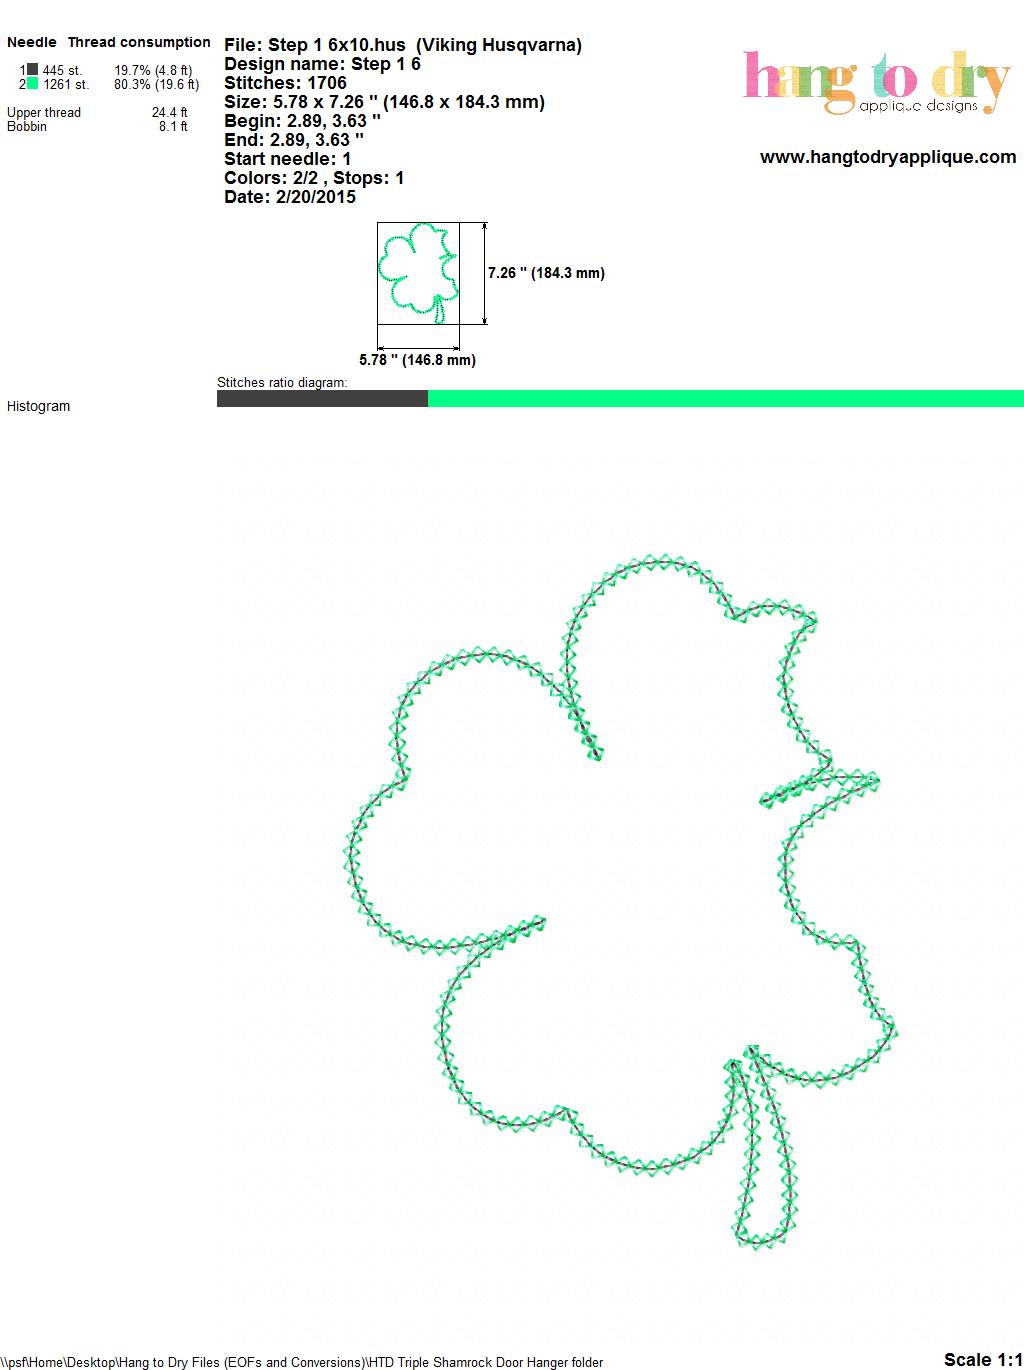 Needle Thread consumption
1 445 st. 19.7% (4.8 ft)
2 1261 st. 80.3% (19.6 ft)
Upper thread 24.4 ft
Bobbin 8.1 ft
File: Step 1 6x10.hus (Viking Husqvarna)
Design name: Step 1 6
Stitches: 1706
Size: 5.78 x 7.26 " (146.8 x 184.3 mm)
Begin: 2.89, 3.63 "
End: 2.89, 3.63 "
Start needle: 1
Colors: 2/2 , Stops: 1
Date: 2/20/2015
hang to dry
applique designs
www.hangtodryapplique.com
7.26 " (184.3 mm)
5.78 " (146.8 mm)
Stitches ratio diagram:
Histogram
\\psf\Home\Desktop\Hang to Dry Files (EOFs and Conversions)\HTD Triple Shamrock Door Hanger folder
Scale 1:1